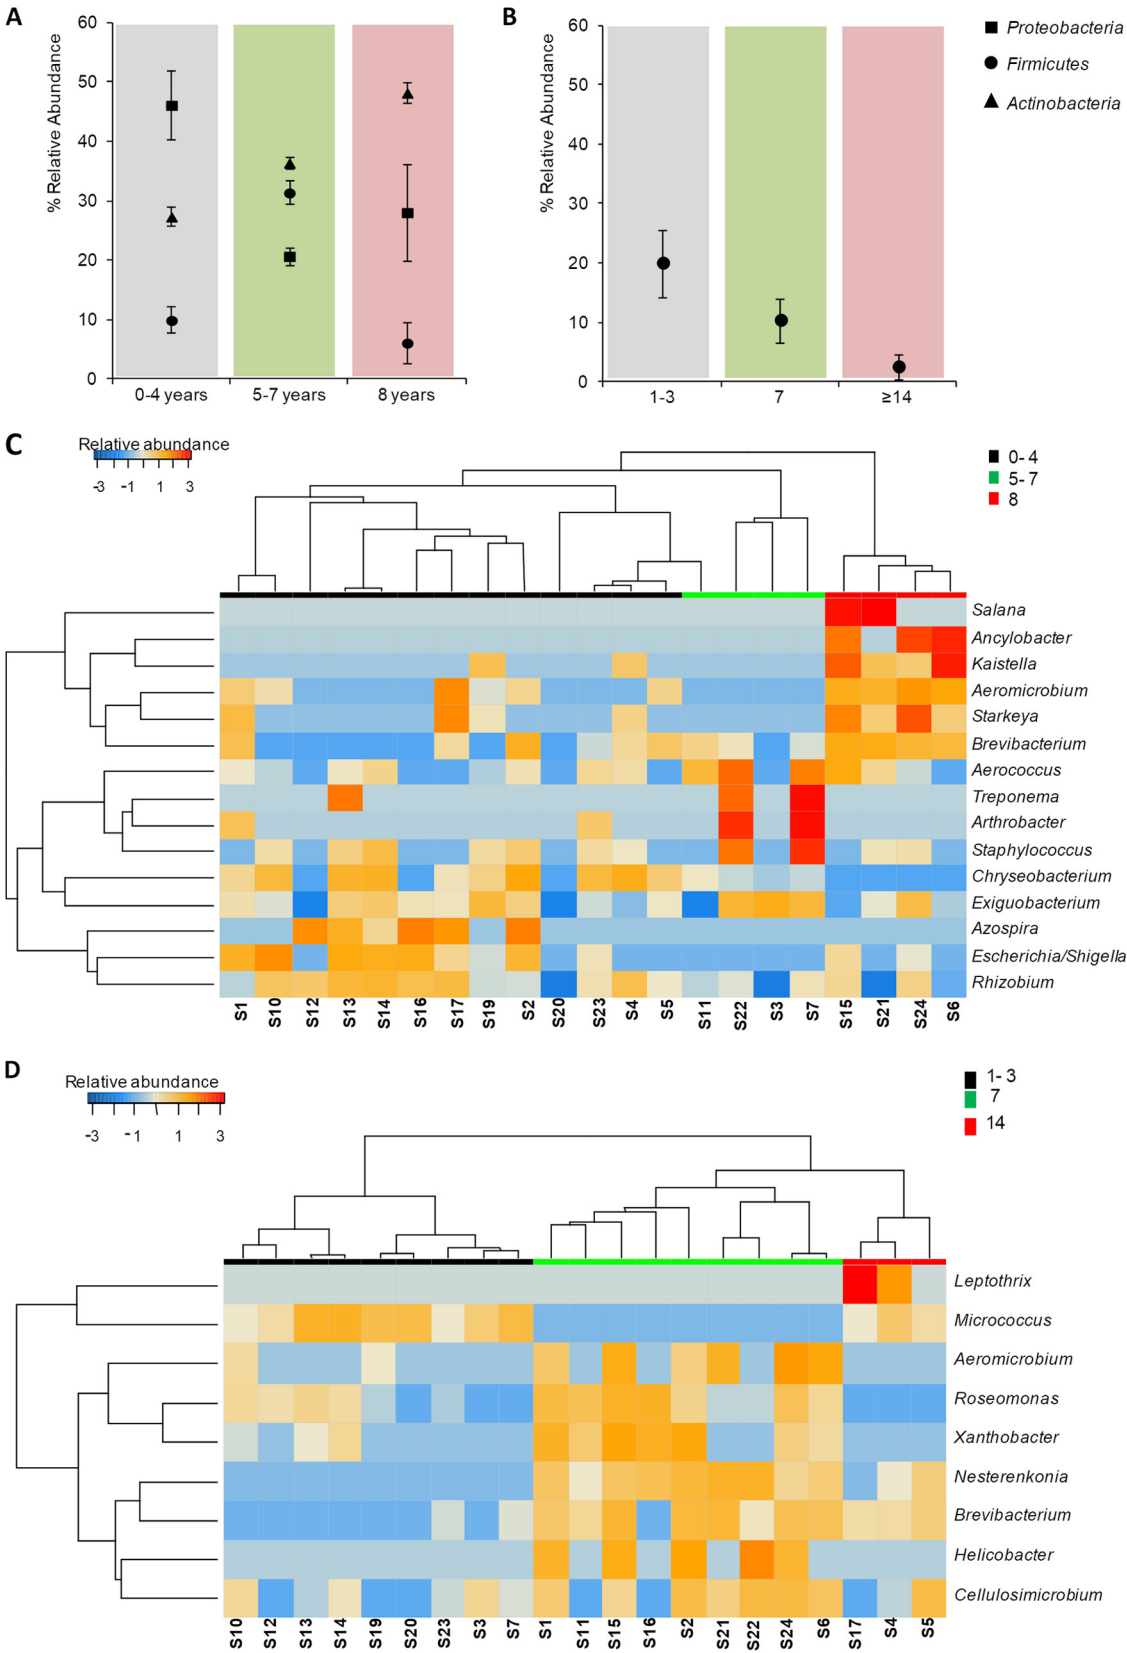 A
60
50
40
30
20
10
0
% Relative Abundance
0-4 years
5-7 years
8 years
B
60
50
40
30
20
10
0
% Relative Abundance
1-3
7
≥14
Proteobacteria
Firmicutes
Actinobacteria
C
Relative abundance
-3 -1 1 3
0- 4
5- 7
8
Salana
Ancylobacter
Kaistella
Aeromicrobium
Starkeya
Brevibacterium
Aerococcus
Treponema
Arthrobacter
Staphylococcus
Chryseobacterium
Exiguobacterium
Azospira
Escherichia/Shigella
Rhizobium
S1 S10 S12 S13 S14 S16 S17 S19 S2 S20 S23 S4 S5 S11 S22 S3 S7 S15 S21 S24 S6
D
Relative abundance
-3 -1 1 3
1- 3
7
14
Leptothrix
Micrococcus
Aeromicrobium
Roseomonas
Xanthobacter
Nesterenkonia
Brevibacterium
Helicobacter
Cellulosimicrobium
S10 S12 S13 S14 S19 S20 S23 S3 S7 S1 S11 S15 S16 S2 S21 S22 S24 S6 S17 S4 S5